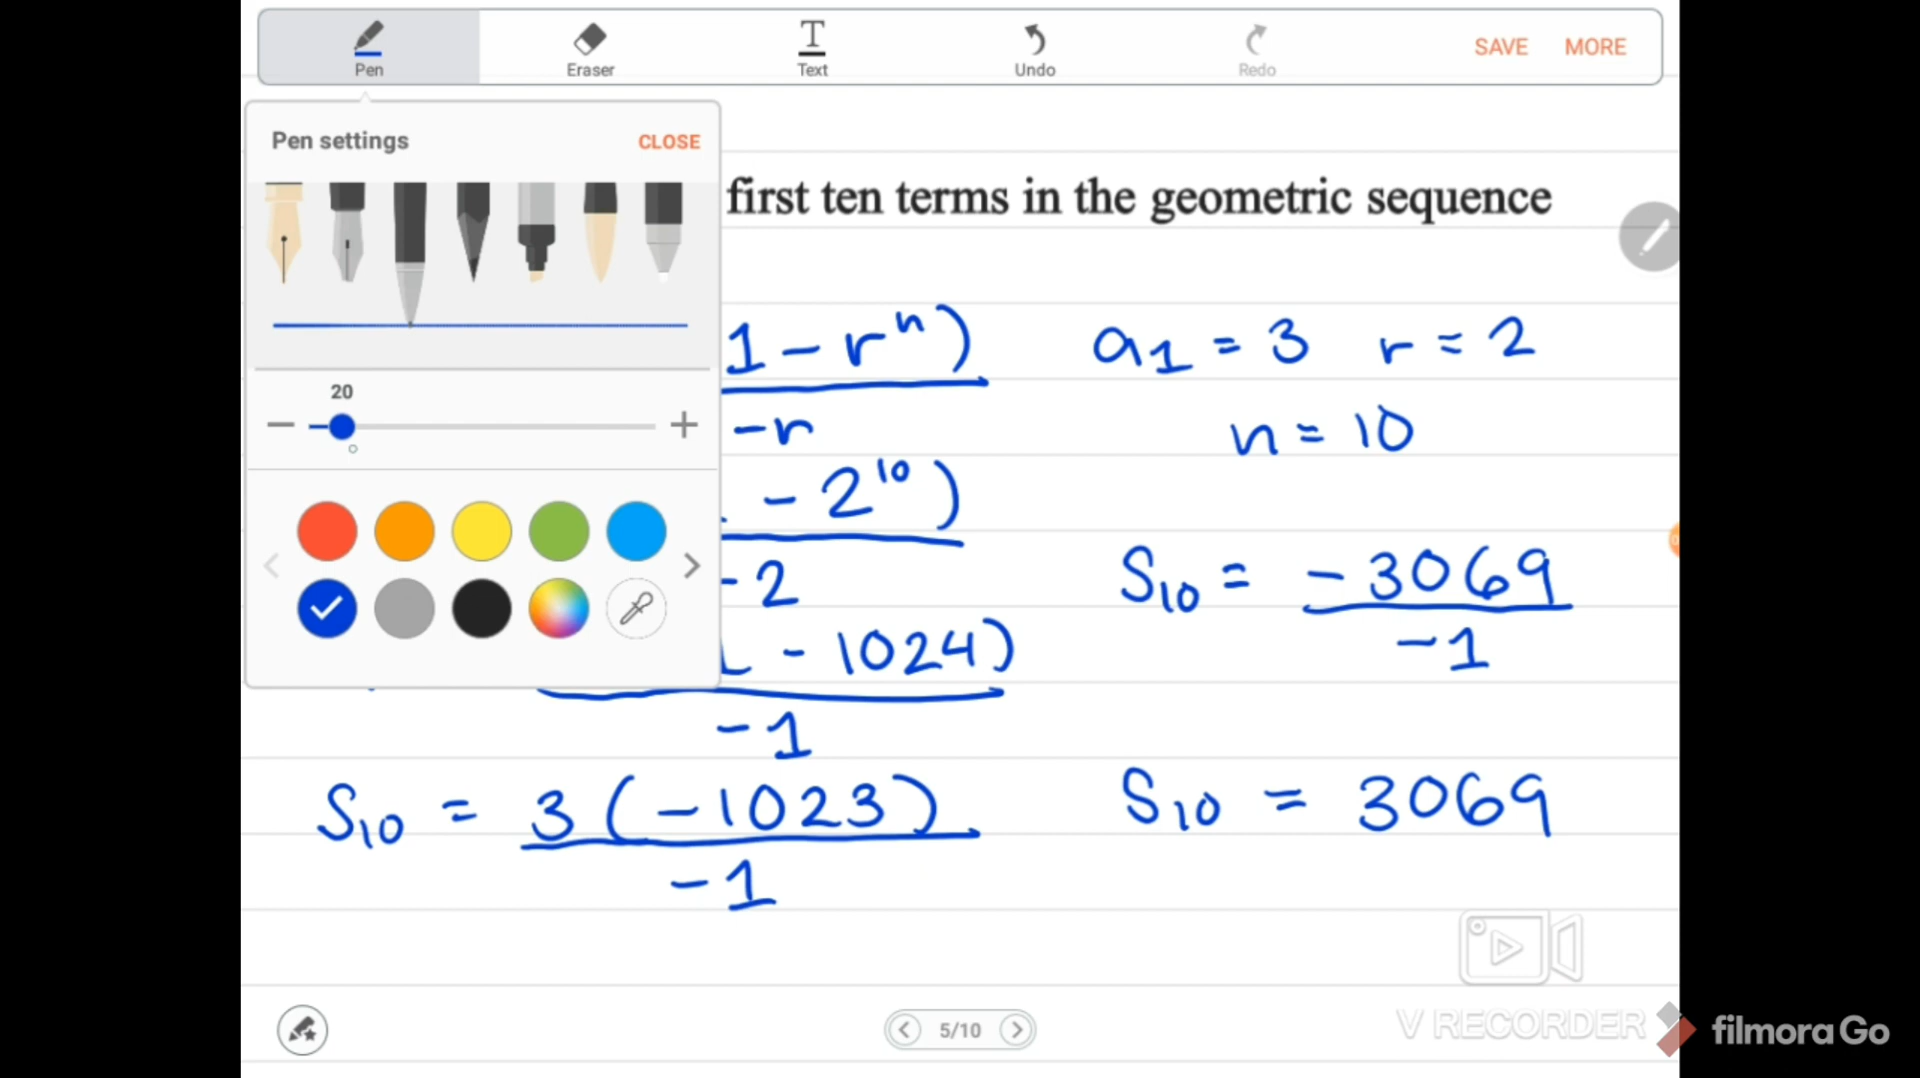 Pen Eraser Text Undo Redo SAVE MORE
Pen settings CLOSE
20
first ten terms in the geometric sequence
1 - rⁿ)
-r
a₁ = 3 r = 2
n = 10
- 2¹⁰)
-2
- 1024)
-1
S₁₀ = 3(-1023)
-1
S₁₀ = -3069
-1
S₁₀ = 3069
5/10
V RECORDER
filmora Go